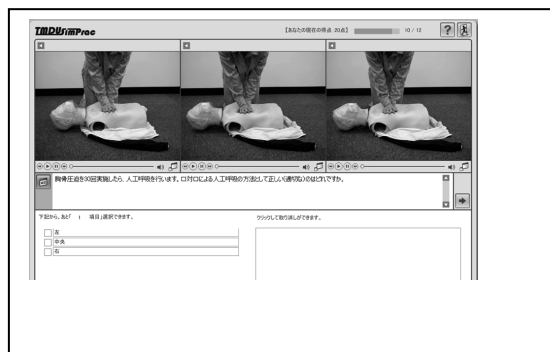 TMDUSimPrac
【あなたの現在の得点: 20点】 10 / 12
?
胸骨圧迫を30回実施したら、人工呼吸を行います。口対口による人工呼吸の方法として正しい(適切な)のはどれですか。
下記から、あと「 1 項目」選択できます。
クリックして取り消しができます。
左
中央
右